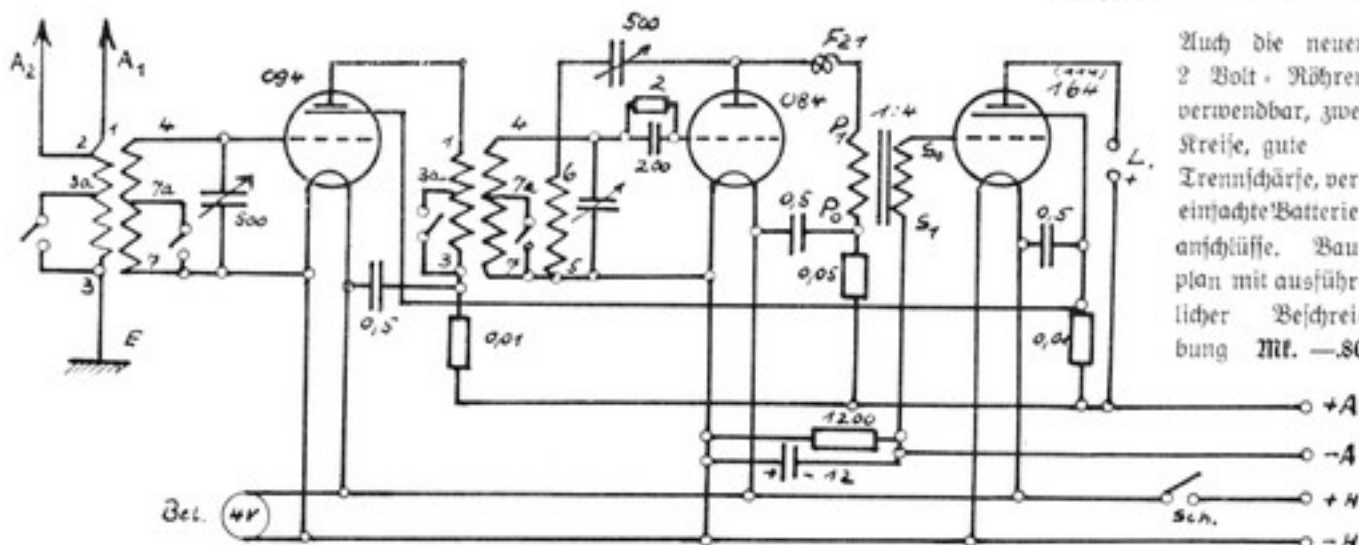 Auch die neuen
2 Volt-Röhren
verwendbar, zwei
Kreise, gute
Trennschärfe, ver-
einfachte Batterie-
anschlüsse. Bau-
plan mit ausführ-
licher Beschrei-
bung Mk. —.80
A2
A1
2
1
3a
3
E
4
7a
7
500
094
0,5
1
3a
3
0,01
4
7a
7
6
5
500
2
200
084
F21
0,5
P1
P0
0,05
1:4
S0
S1
164
0,5
L.
+
+A
1200
+ - 12
-A
Bel. 4V
Sch.
+H
-H